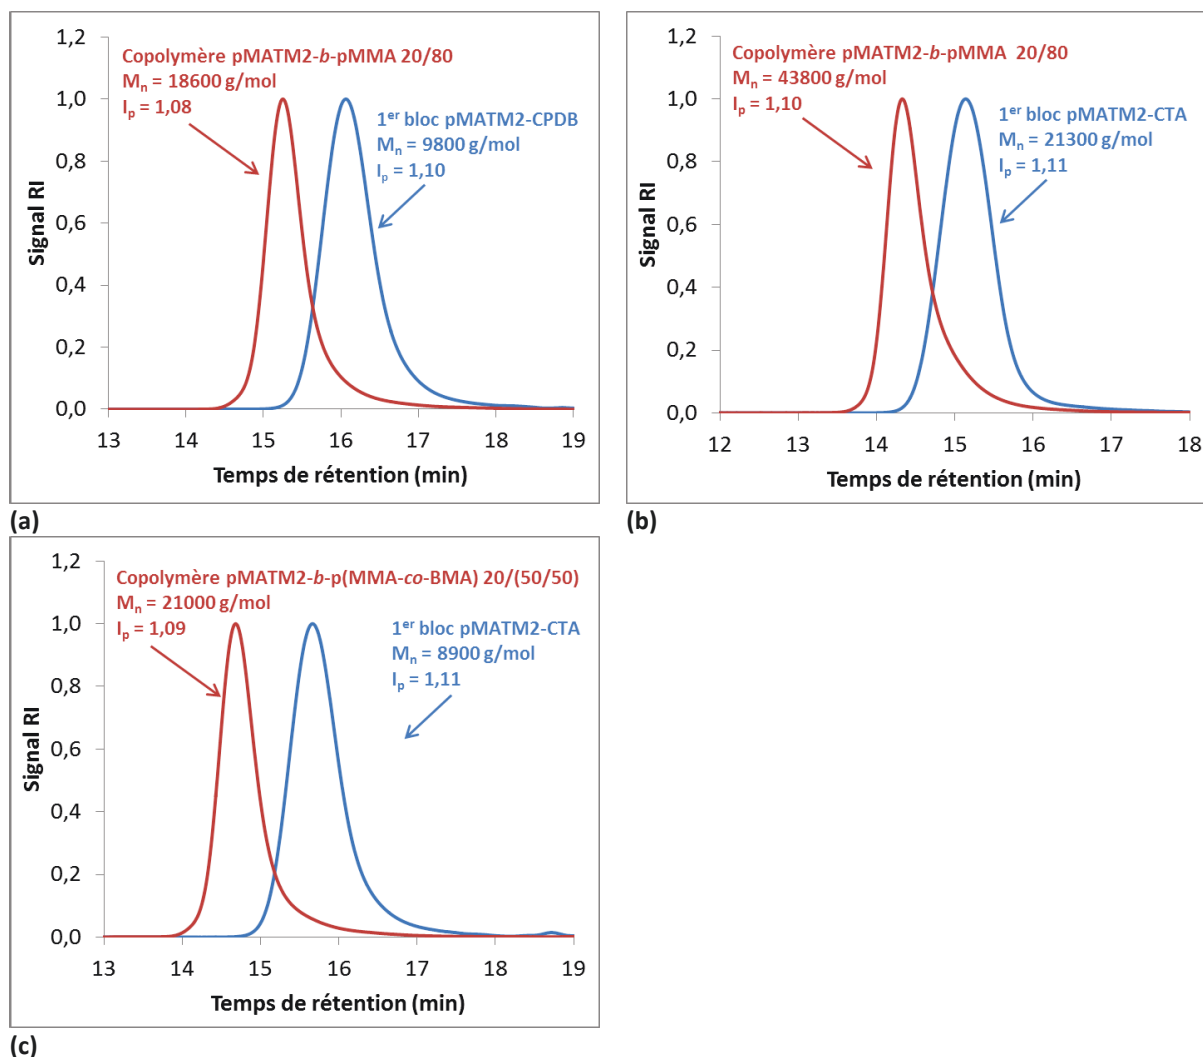 1,2
Copolymère pMATM2-b-pMMA 20/80
Mn = 18600 g/mol
Ip = 1,08
1er bloc pMATM2-CPDB
Mn = 9800 g/mol
Ip = 1,10
1,0
0,8
0,6
0,4
0,2
0,0
Signal RI
13 14 15 16 17 18 19
Temps de rétention (min)
(a)
1,2
Copolymère pMATM2-b-pMMA 20/80
Mn = 43800 g/mol
Ip = 1,10
1er bloc pMATM2-CTA
Mn = 21300 g/mol
Ip = 1,11
1,0
0,8
0,6
0,4
0,2
0,0
Signal RI
12 13 14 15 16 17 18
Temps de rétention (min)
(b)
1,2
Copolymère pMATM2-b-p(MMA-co-BMA) 20/(50/50)
Mn = 21000 g/mol
Ip = 1,09
1er bloc pMATM2-CTA
Mn = 8900 g/mol
Ip = 1,11
1,0
0,8
0,6
0,4
0,2
0,0
Signal RI
13 14 15 16 17 18 19
Temps de rétention (min)
(c)